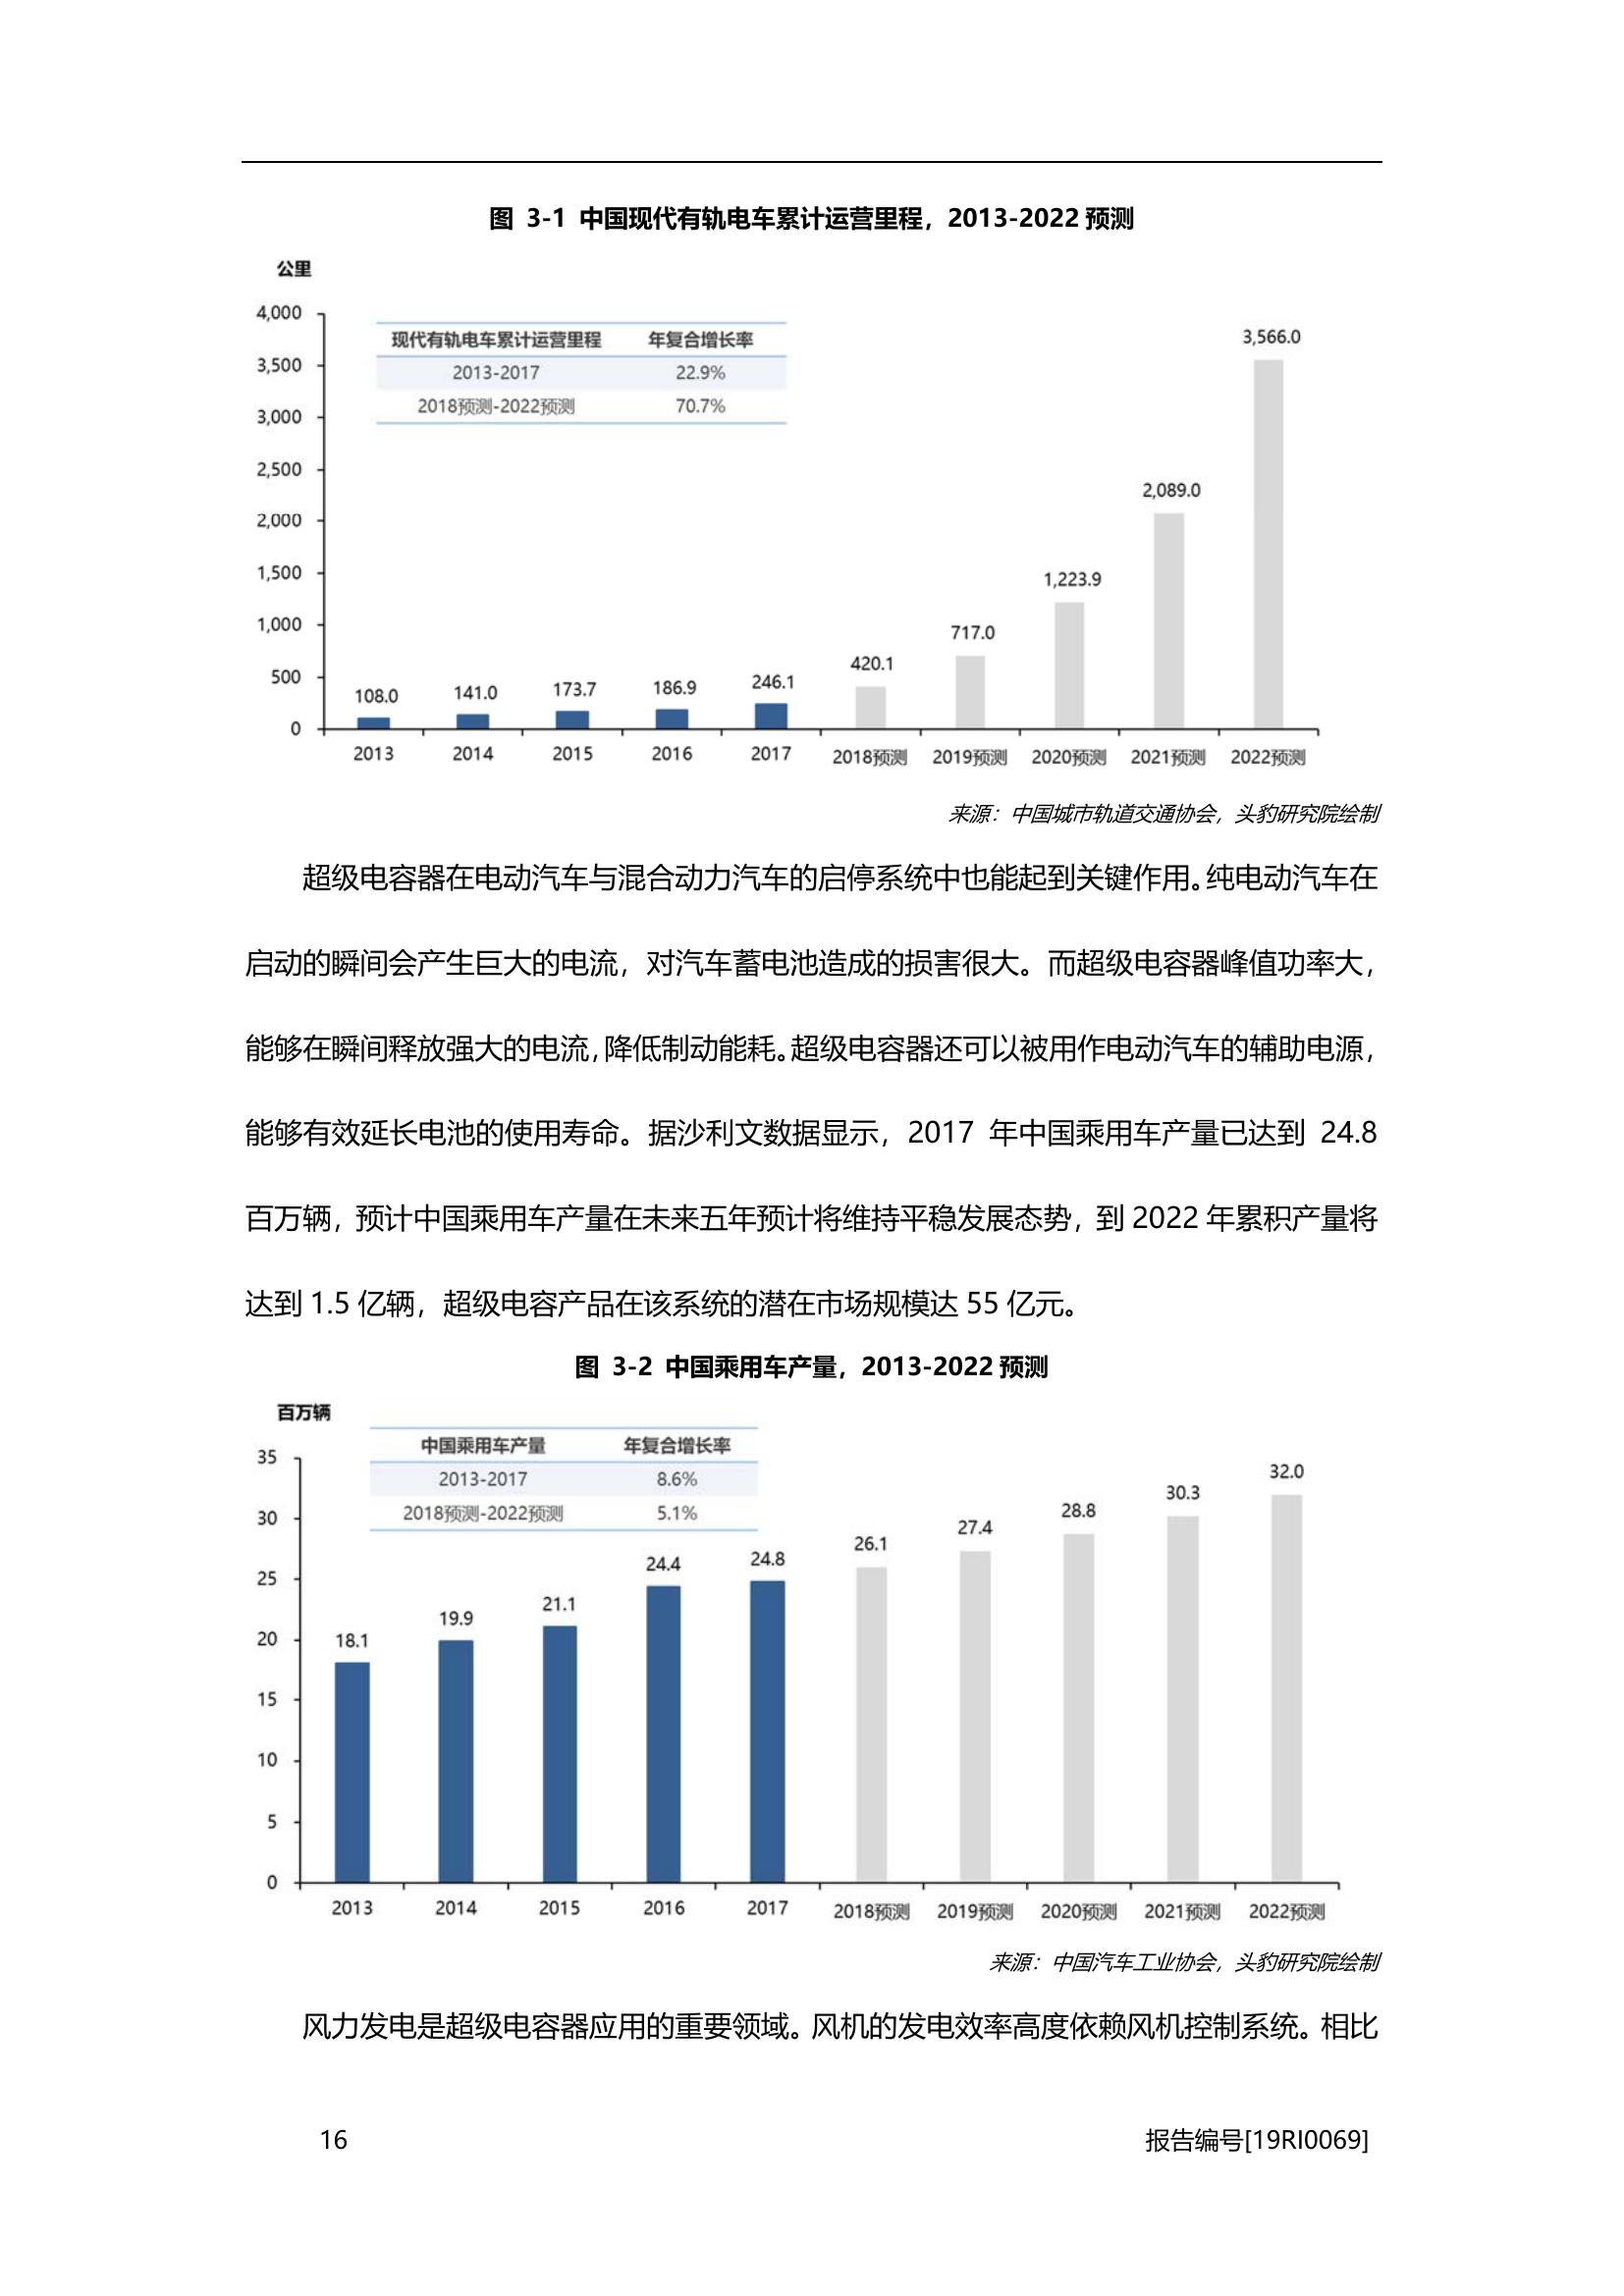 图 3-1 中国现代有轨电车累计运营里程，2013-2022 预测
公里
4,000
3,500
3,000
2,500
2,000
1,500
1,000
500
0
现代有轨电车累计运营里程 年复合增长率
2013-2017 22.9%
2018预测-2022预测 70.7%
108.0 141.0 173.7 186.9 246.1 420.1 717.0 1,223.9 2,089.0 3,566.0
2013 2014 2015 2016 2017 2018预测 2019预测 2020预测 2021预测 2022预测
来源：中国城市轨道交通协会，头豹研究院绘制
超级电容器在电动汽车与混合动力汽车的启停系统中也能起到关键作用。纯电动汽车在
启动的瞬间会产生巨大的电流，对汽车蓄电池造成的损害很大。而超级电容器峰值功率大，
能够在瞬间释放强大的电流，降低制动能耗。超级电容器还可以被用作电动汽车的辅助电源，
能够有效延长电池的使用寿命。据沙利文数据显示，2017 年中国乘用车产量已达到 24.8
百万辆，预计中国乘用车产量在未来五年预计将维持平稳发展态势，到 2022 年累积产量将
达到 1.5 亿辆，超级电容产品在该系统的潜在市场规模达 55 亿元。
图 3-2 中国乘用车产量，2013-2022 预测
百万辆
35
30
25
20
15
10
5
0
中国乘用车产量 年复合增长率
2013-2017 8.6%
2018预测-2022预测 5.1%
18.1 19.9 21.1 24.4 24.8 26.1 27.4 28.8 30.3 32.0
2013 2014 2015 2016 2017 2018预测 2019预测 2020预测 2021预测 2022预测
来源：中国汽车工业协会，头豹研究院绘制
风力发电是超级电容器应用的重要领域。风机的发电效率高度依赖风机控制系统。相比
16 报告编号[19RI0069]